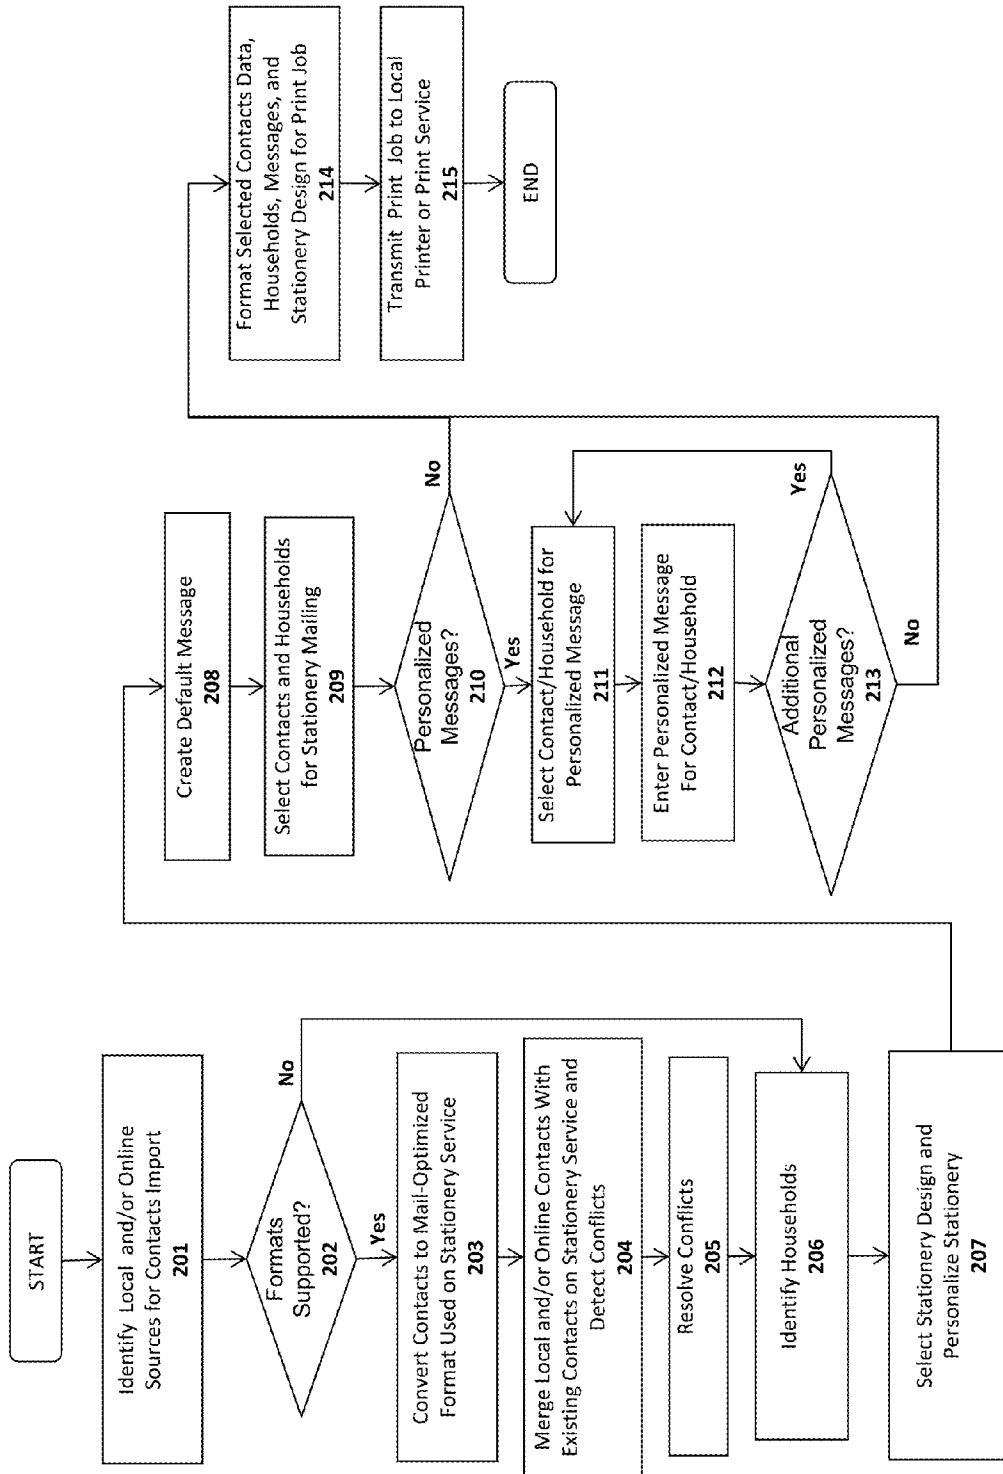 START
Identify Local and/or Online
Sources for Contacts Import
201
Formats
Supported?
202
No
Yes
Convert Contacts to Mail-Optimized
Format Used on Stationery Service
203
Merge Local and/or Online Contacts With
Existing Contacts on Stationery Service and
Detect Conflicts
204
Resolve Conflicts
205
Identify Households
206
Select Stationery Design and
Personalize Stationery
207
Create Default Message
208
Select Contacts and Households
for Stationery Mailing
209
Personalized
Messages?
210
No
Yes
Select Contact/Household for
Personalized Message
211
Enter Personalized Message
For Contact/Household
212
Additional
Personalized
Messages?
213
Yes
No
Format Selected Contacts Data,
Households, Messages, and
Stationery Design for Print Job
214
Transmit Print Job to Local
Printer or Print Service
215
END